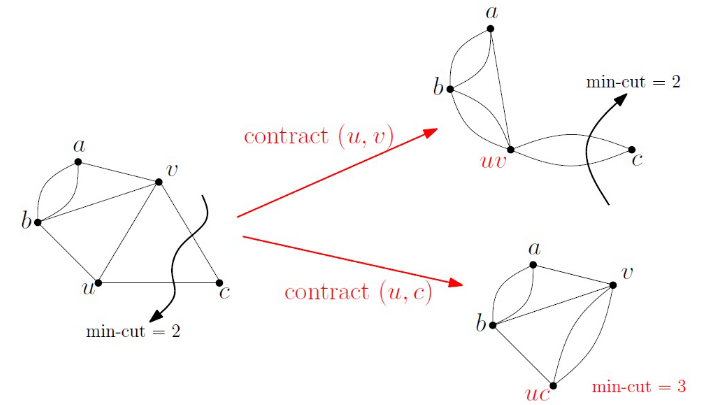 a
b
v
u
c
min-cut = 2
contract (u, v)
contract (u, c)
a
b
uv
c
min-cut = 2
a
v
b
uc
min-cut = 3